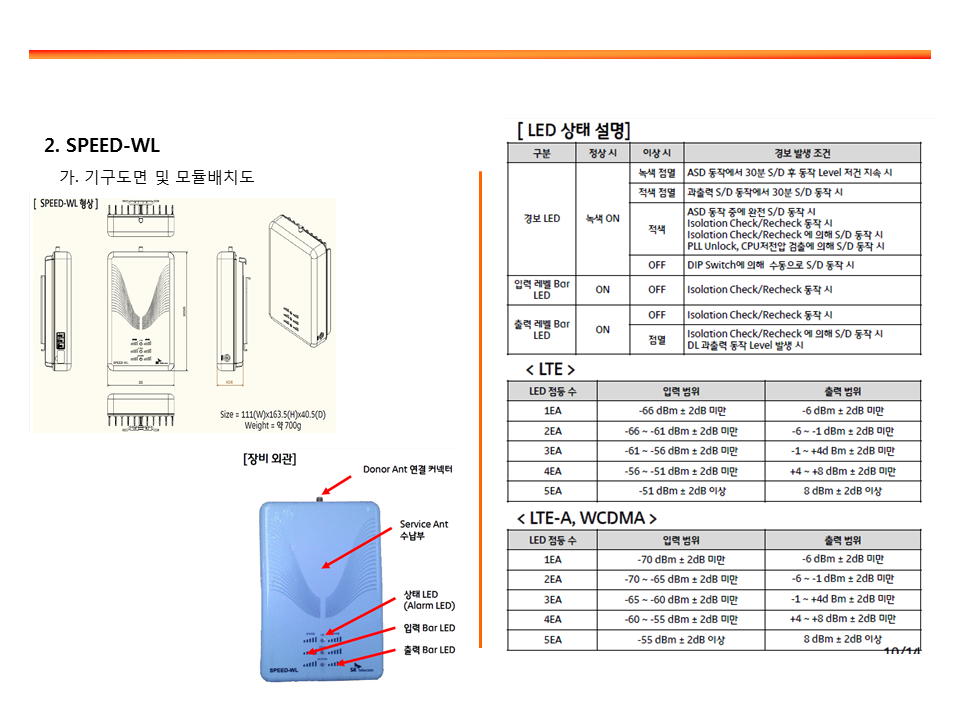 2. SPEED-WL
가. 기구도면 및 모듈배치도
[ SPEED-WL 형상 ]
SPEED-WL
Size = 111(W)x163.5(H)x40.5(D)
Weight = 약 700g
[장비 외관]
Donor Ant 연결 커넥터
Service Ant
수납부
상태 LED
(Alarm LED)
입력 Bar LED
출력 Bar LED
SPEED-WL
SK telecom
[ LED 상태 설명]
구분 정상 시 이상 시 경보 발생 조건
경보 LED 녹색 ON 녹색 점멸 ASD 동작에서 30분 S/D 후 동작 Level 저건 지속 시
적색 점멸 과출력 S/D 동작에서 30분 S/D 동작 시
적색 ASD 동작 중에 완전 S/D 동작 시
Isolation Check/Recheck 동작 시
Isolation Check/Recheck 에 의해 S/D 동작 시
PLL Unlock, CPU저전압 검출에 의해 S/D 동작 시
OFF DIP Switch에 의해 수동으로 S/D 동작 시
입력 레벨 Bar
LED ON OFF Isolation Check/Recheck 동작 시
출력 레벨 Bar
LED ON OFF Isolation Check/Recheck 동작 시
점멸 Isolation Check/Recheck 에 의해 S/D 동작 시
DL 과출력 동작 Level 발생 시
< LTE >
LED 점등 수 입력 범위 출력 범위
1EA -66 dBm ± 2dB 미만 -6 dBm ± 2dB 미만
2EA -66 ~ -61 dBm ± 2dB 미만 -6 ~ -1 dBm ± 2dB 미만
3EA -61 ~ -56 dBm ± 2dB 미만 -1 ~ +4d Bm ± 2dB 미만
4EA -56 ~ -51 dBm ± 2dB 미만 +4 ~ +8 dBm ± 2dB 미만
5EA -51 dBm ± 2dB 이상 8 dBm ± 2dB 이상
< LTE-A, WCDMA >
LED 점등 수 입력 범위 출력 범위
1EA -70 dBm ± 2dB 미만 -6 dBm ± 2dB 미만
2EA -70 ~ -65 dBm ± 2dB 미만 -6 ~ -1 dBm ± 2dB 미만
3EA -65 ~ -60 dBm ± 2dB 미만 -1 ~ +4d Bm ± 2dB 미만
4EA -60 ~ -55 dBm ± 2dB 미만 +4 ~ +8 dBm ± 2dB 미만
5EA -55 dBm ± 2dB 이상 8 dBm ± 2dB 이상
10/14